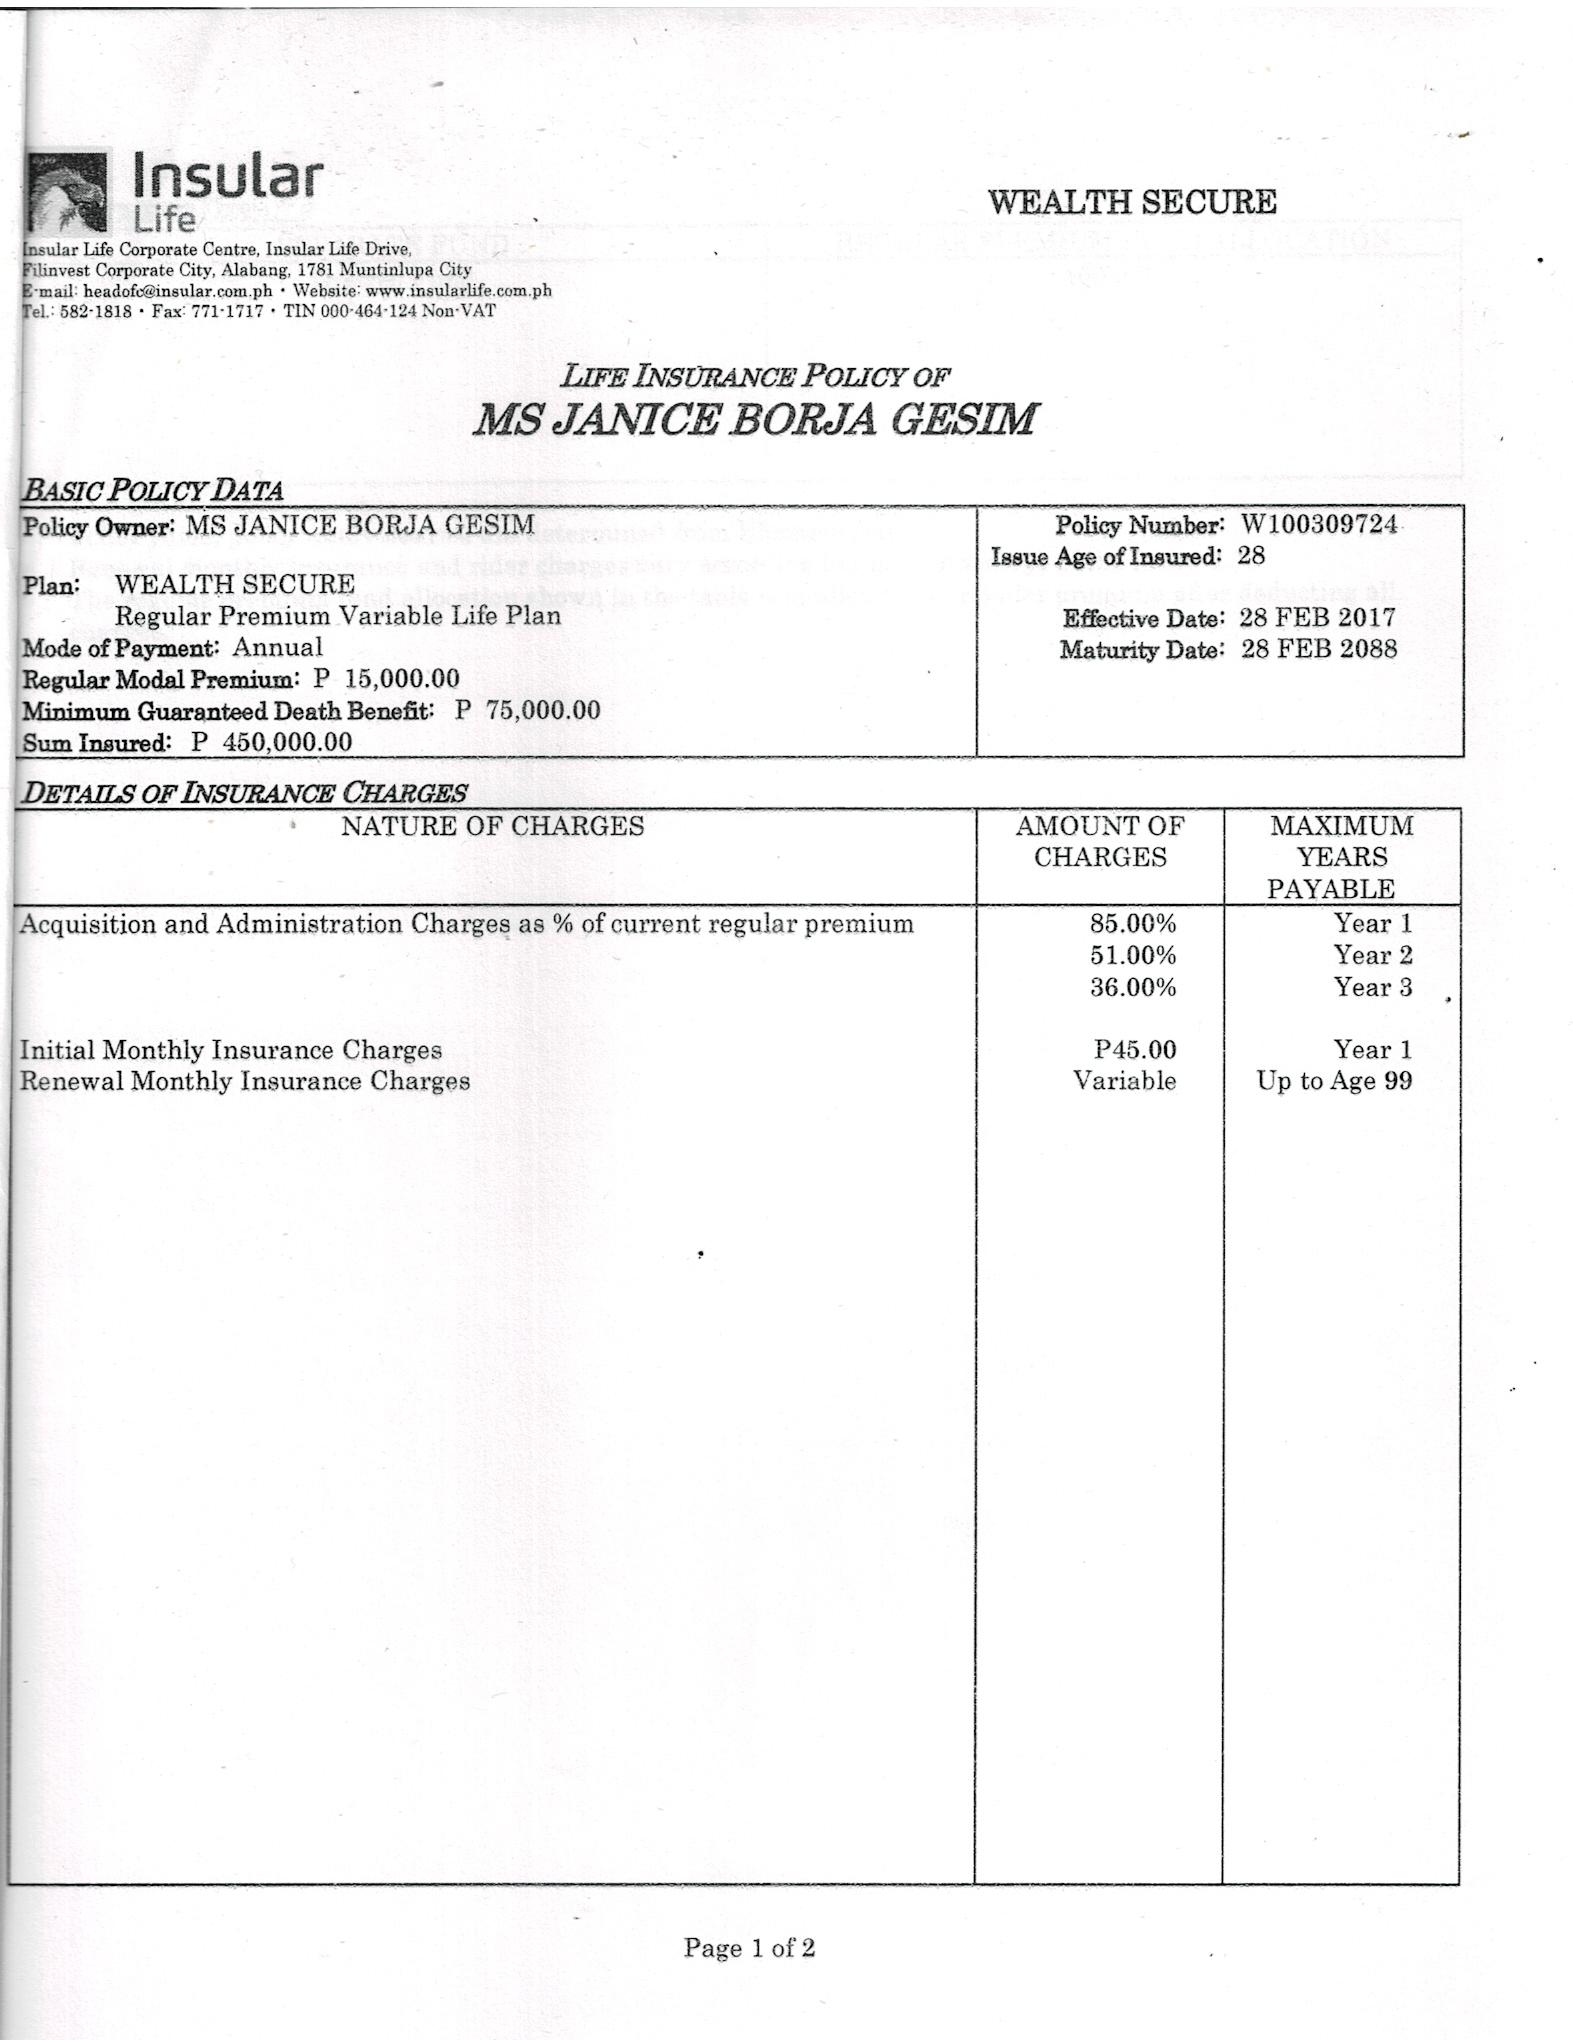 Insular
Life
WEALTH SECURE
Insular Life Corporate Centre, Insular Life Drive,
Filinvest Corporate City, Alabang, 1781 Muntinlupa City
E-mail: headofc@insular.com.ph • Website: www.insularlife.com.ph
Tel.: 582-1818 • Fax: 771-1717 • TIN 000-464-124 Non-VAT
LIFE INSURANCE POLICY OF
MS JANICE BORJA GESIM
BASIC POLICY DATA
Policy Owner: MS JANICE BORJA GESIM
Policy Number: W100309724
Issue Age of Insured: 28
Plan: WEALTH SECURE
Regular Premium Variable Life Plan
Effective Date: 28 FEB 2017
Mode of Payment: Annual
Maturity Date: 28 FEB 2088
Regular Modal Premium: P 15,000.00
Minimum Guaranteed Death Benefit: P 75,000.00
Sum Insured: P 450,000.00
DETAILS OF INSURANCE CHARGES
NATURE OF CHARGES
AMOUNT OF
CHARGES
MAXIMUM
YEARS
PAYABLE
Acquisition and Administration Charges as % of current regular premium 85.00% Year 1
51.00% Year 2
36.00% Year 3
Initial Monthly Insurance Charges P45.00 Year 1
Renewal Monthly Insurance Charges Variable Up to Age 99
Page 1 of 2